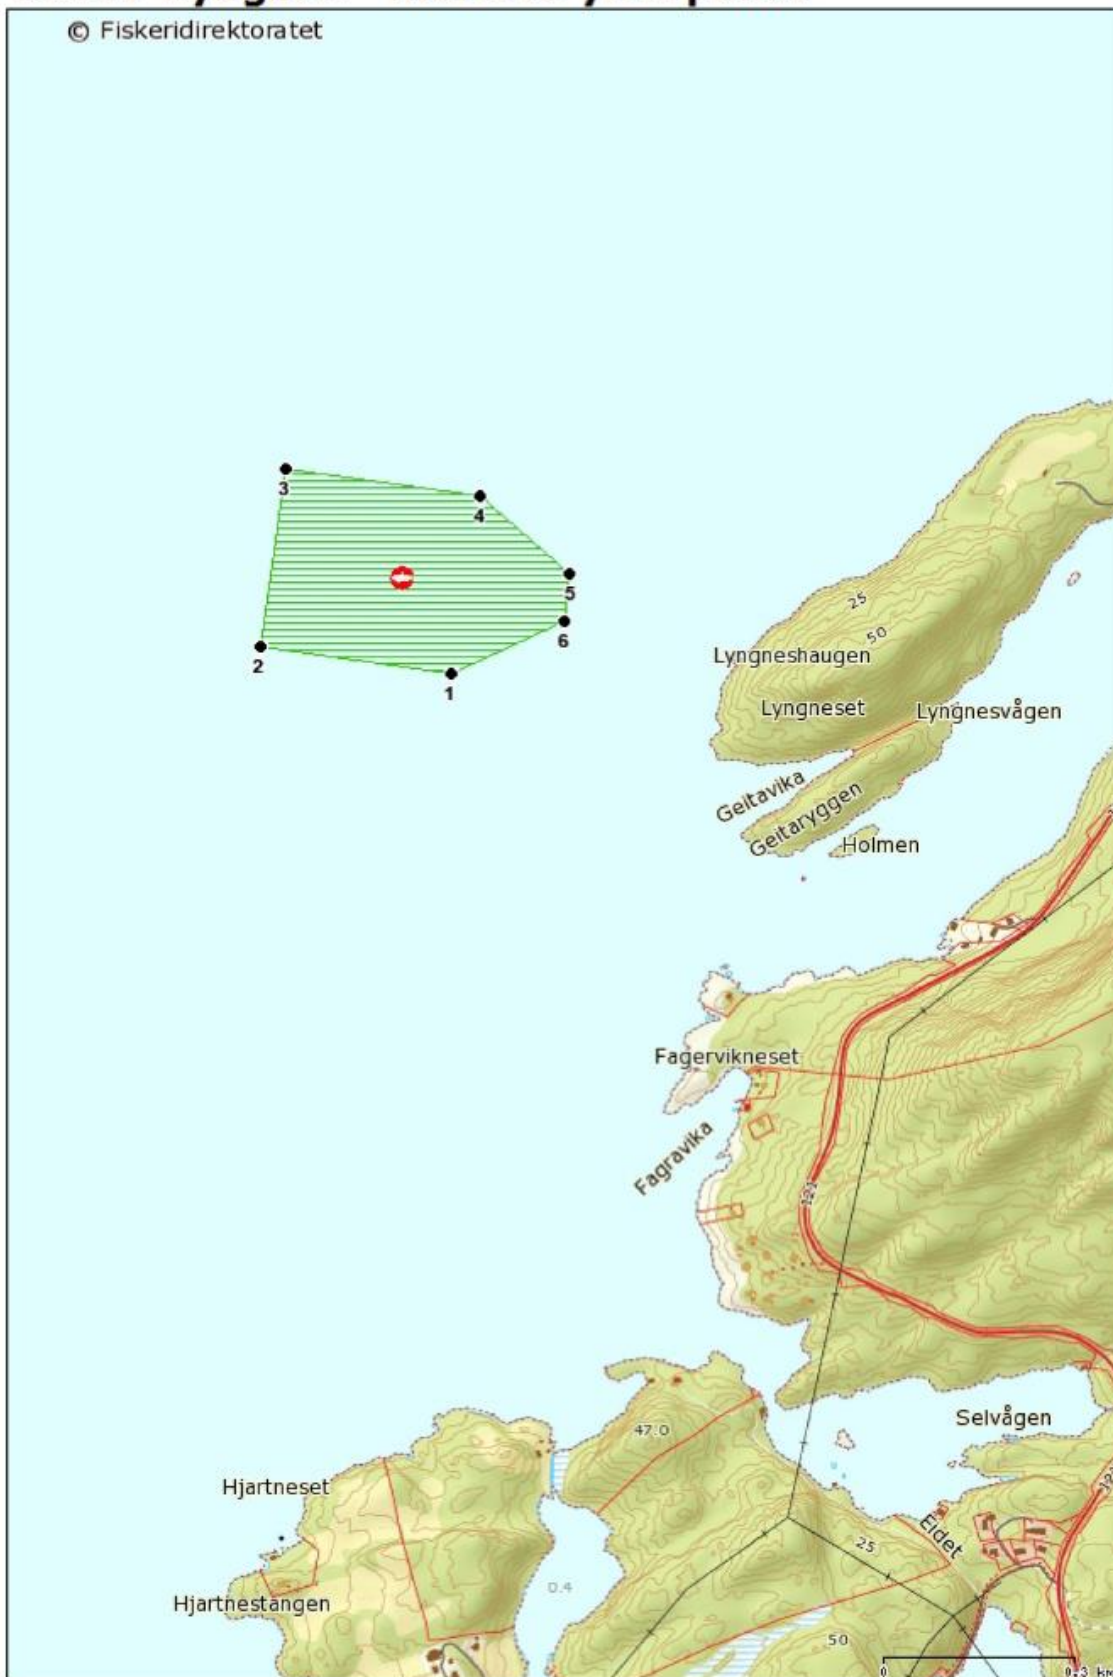 © Fiskeridirektoratet
3
4
5
6
2
1
25
50
Lyngneshaugen
Lyngneset
Lyngnesvågen
Geitavika
Geitaryggen
Holmen
Fagervikneset
Fagravika
121
47.0
Selvågen
Hjartneset
Eidet
25
Hjartnestangen
0.4
50
0